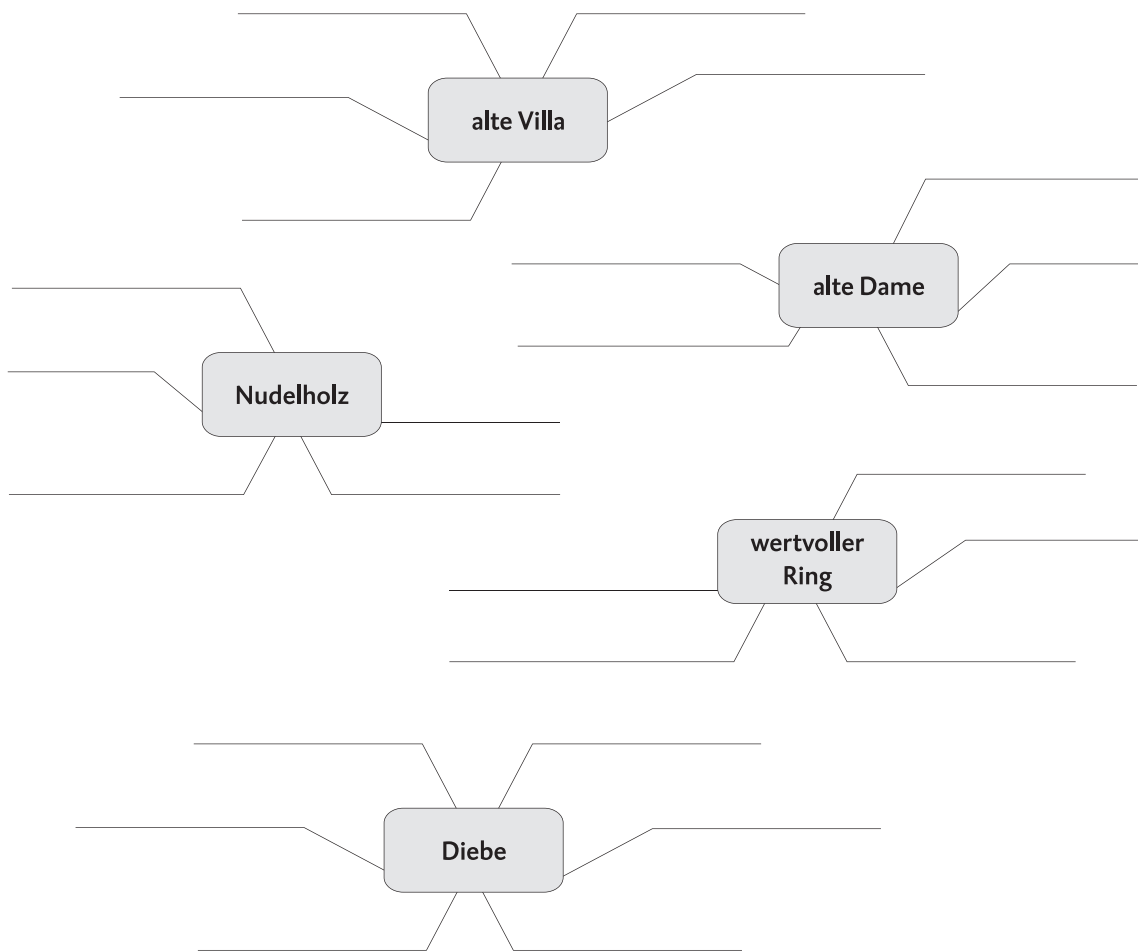 alte Villa
alte Dame
Nudelholz
wertvoller
Ring
Diebe